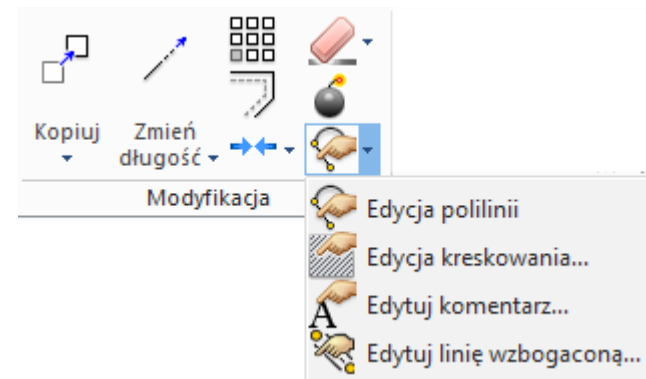 Kopiuj
Zmień
długość
Modyfikacja
Edycja polilinii
Edycja kreskowania...
Edytuj komentarz...
Edytuj linię wzbogaconą...